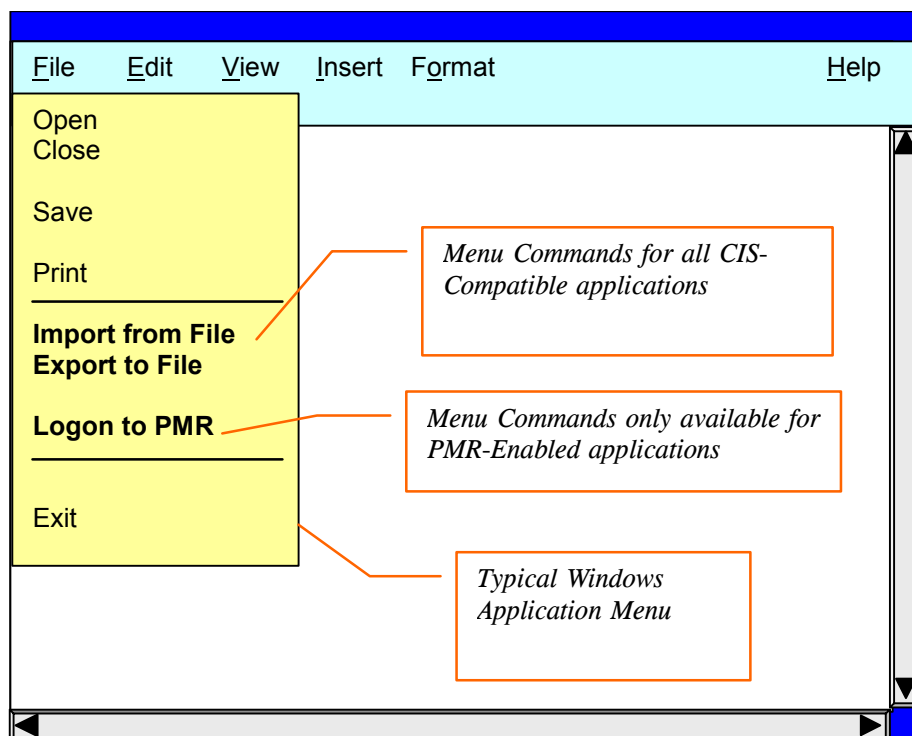 File Edit View Insert Format Help
Open
Close
Save
Print
Import from File
Export to File
Logon to PMR
Exit
Menu Commands for all CIS-
Compatible applications
Menu Commands only available for
PMR-Enabled applications
Typical Windows
Application Menu